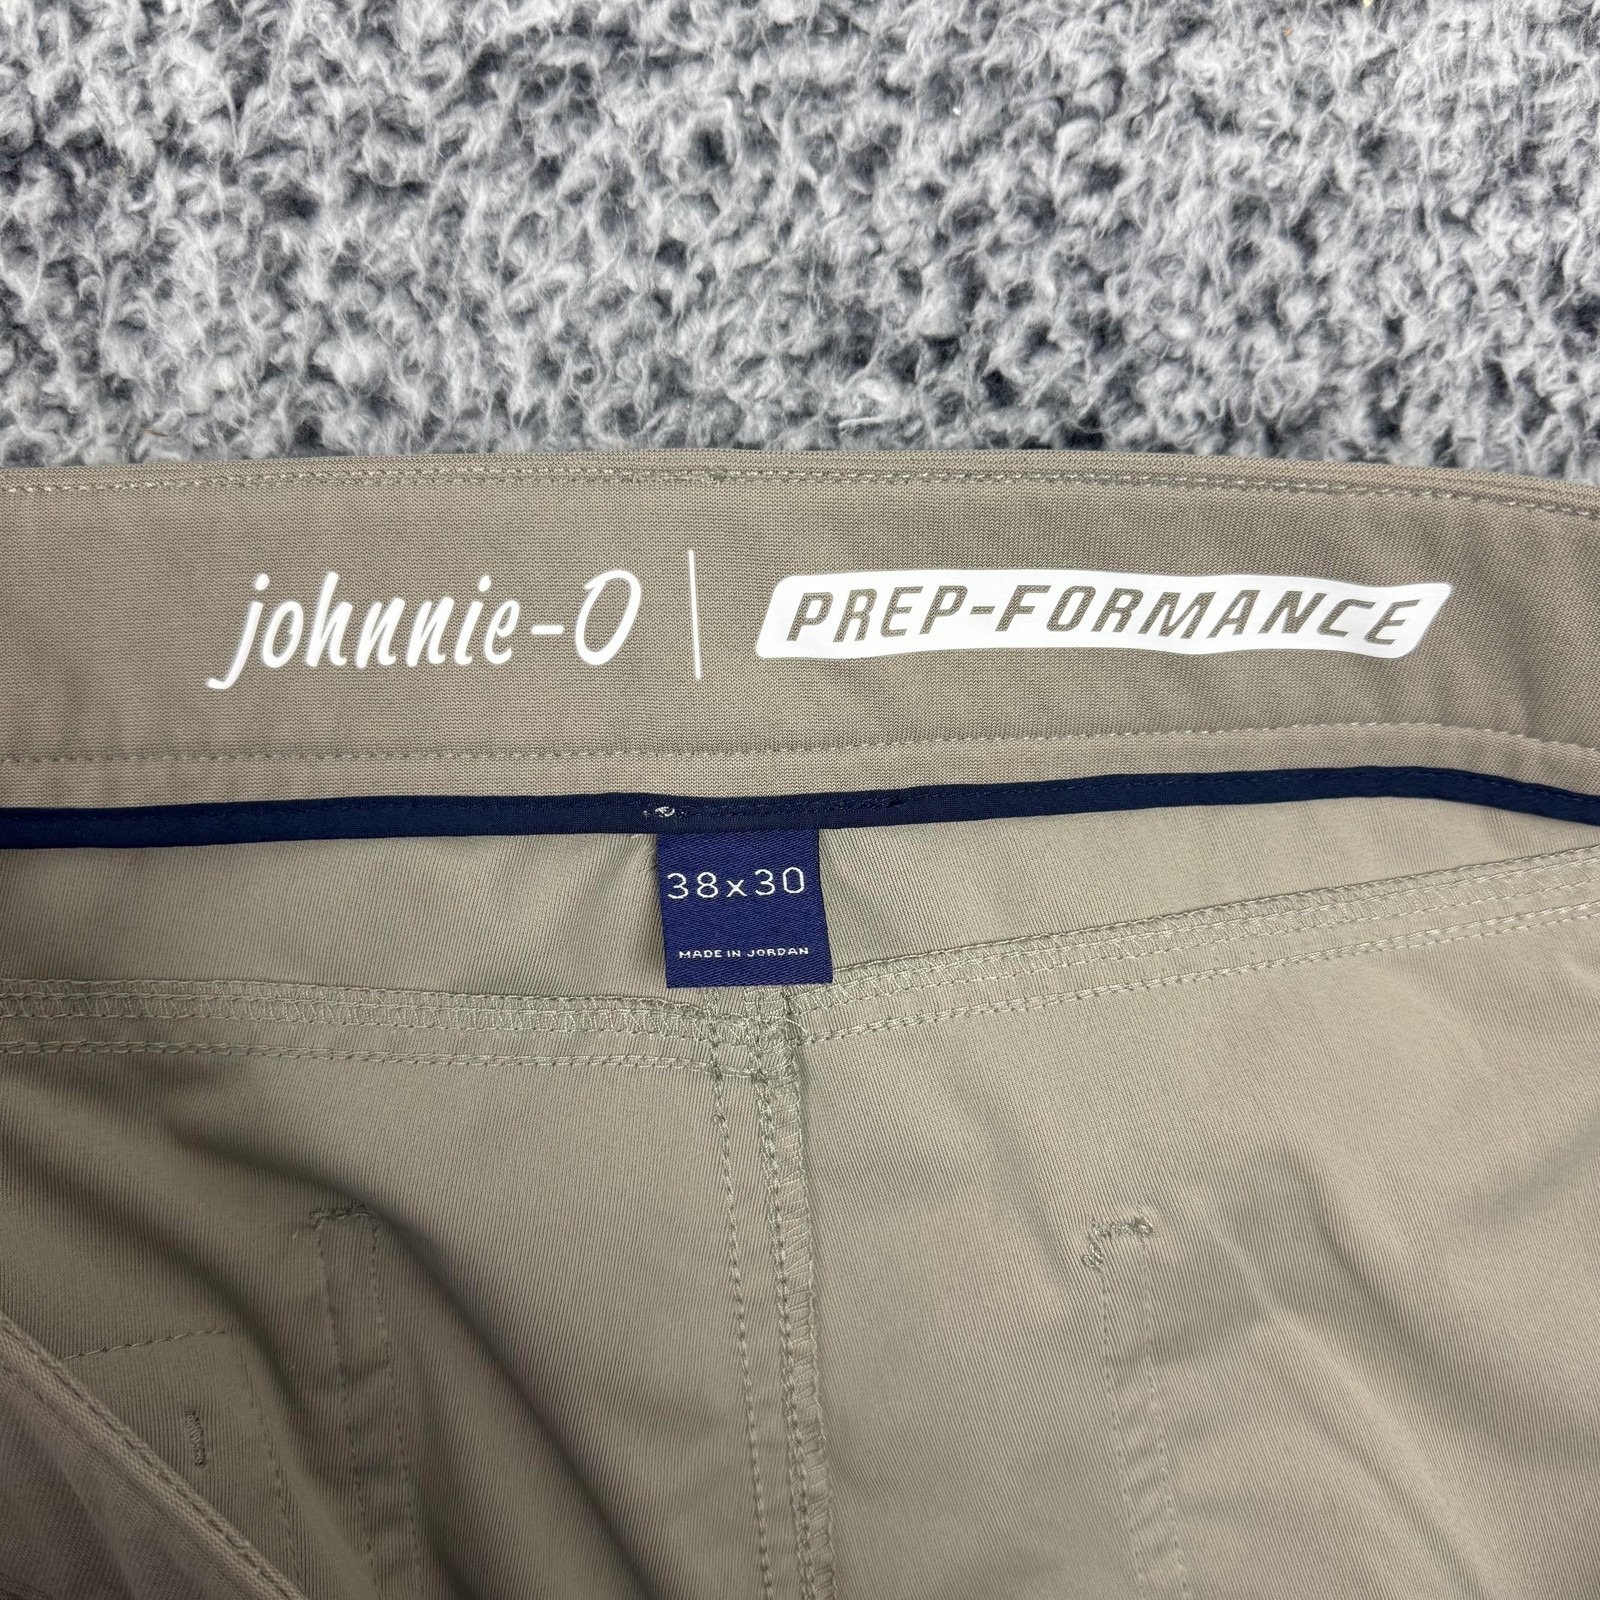 johnnie-O | PREP-FORMANCE
38x30
MADE IN JORDAN